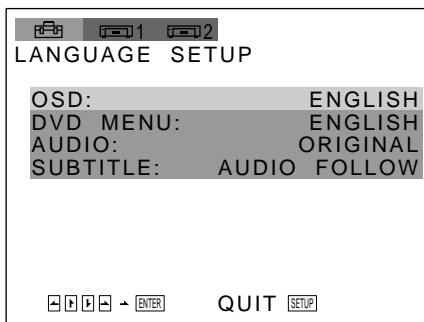 1 2
LANGUAGE SETUP
OSD: ENGLISH
DVD MENU: ENGLISH
AUDIO: ORIGINAL
SUBTITLE: AUDIO FOLLOW
ENTER QUIT SETUP